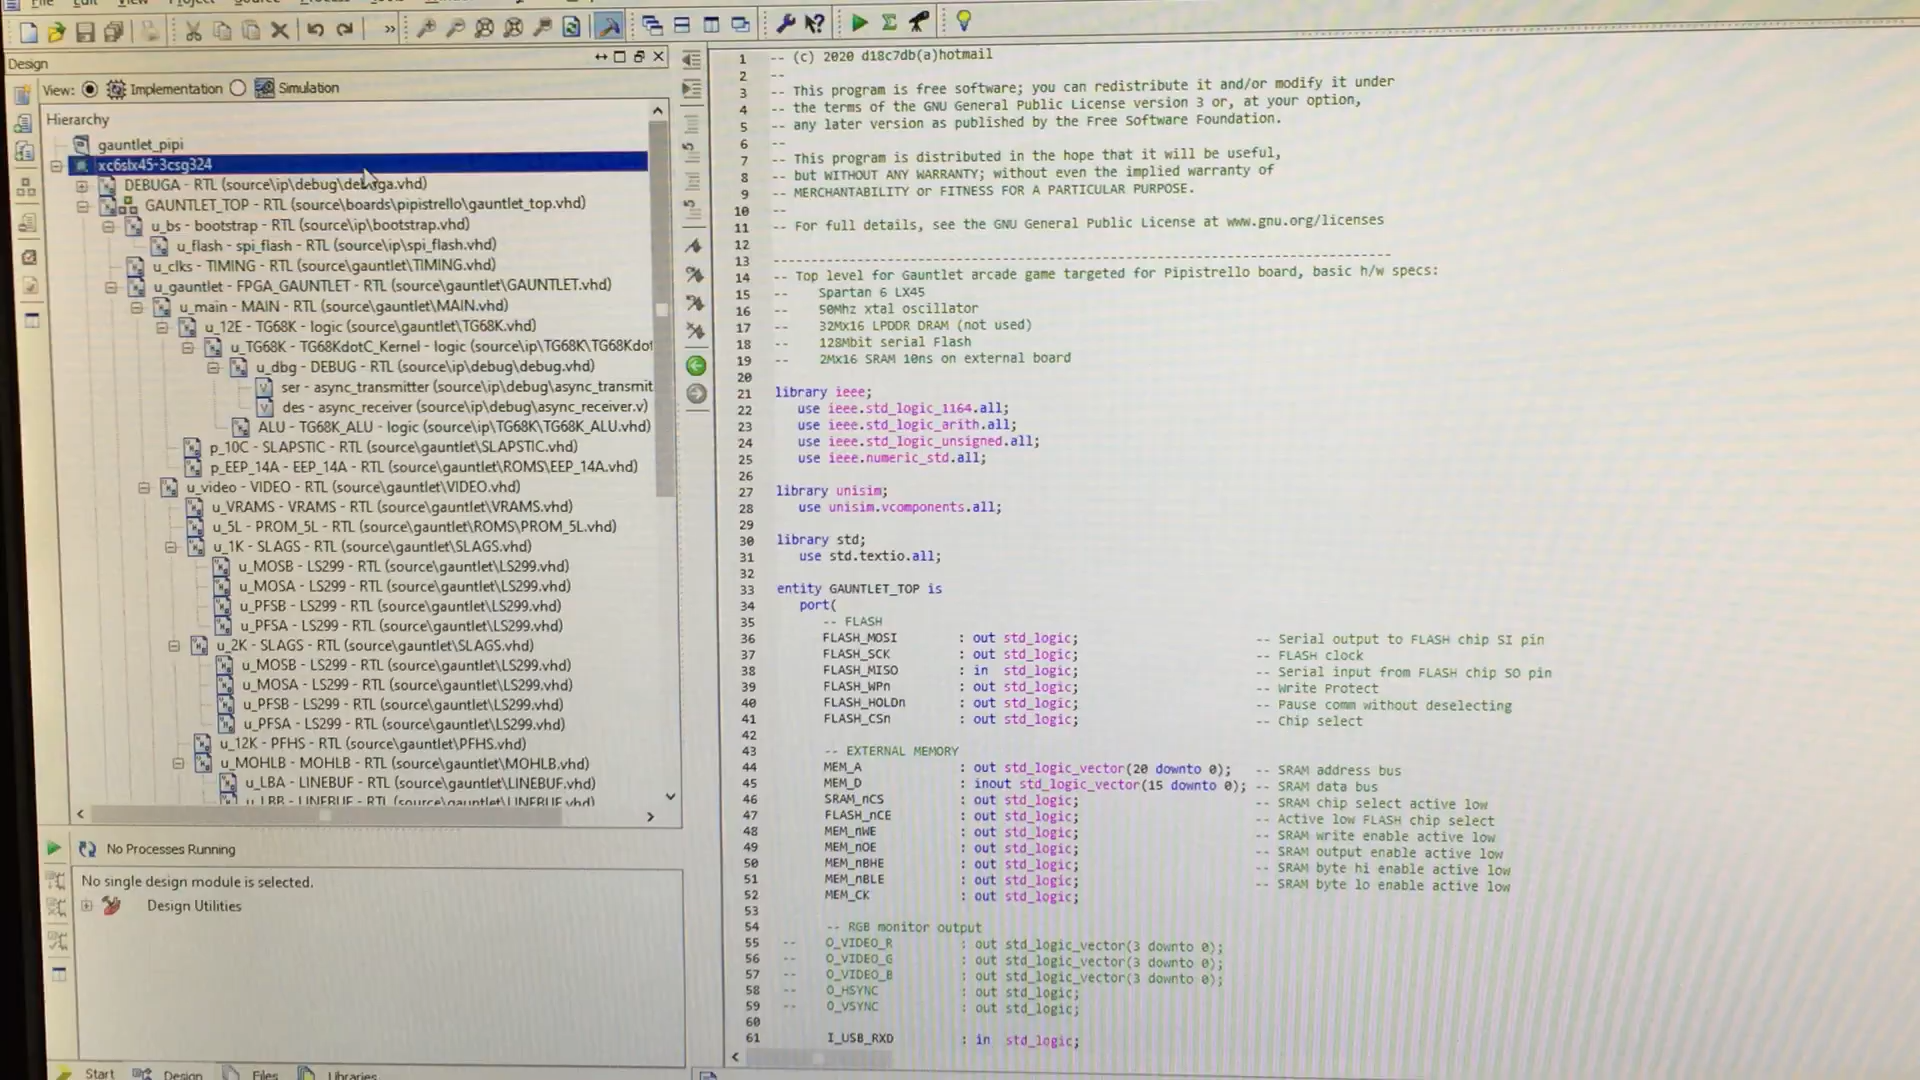 Design
View: Implementation Simulation
Hierarchy
gauntlet_pipi
xc6slx45-3csg324
DEBUGA - RTL (source\ip\debug\debuga.vhd)
GAUNTLET_TOP - RTL (source\boards\pipistrello\gauntlet_top.vhd)
u_bs - bootstrap - RTL (source\ip\bootstrap.vhd)
u_flash - spi_flash - RTL (source\ip\spi_flash.vhd)
u_clks - TIMING - RTL (source\gauntlet\TIMING.vhd)
u_gauntlet - FPGA_GAUNTLET - RTL (source\gauntlet\GAUNTLET.vhd)
u_main - MAIN - RTL (source\gauntlet\MAIN.vhd)
u_12E - TG68K - logic (source\gauntlet\TG68K.vhd)
u_TG68K - TG68KdotC_Kernel - logic (source\ip\TG68K\TG68Kdot
u_dbg - DEBUG - RTL (source\ip\debug\debug.vhd)
ser - async_transmitter (source\ip\debug\async_transmit
des - async_receiver (source\ip\debug\async_receiver.v)
ALU - TG68K_ALU - logic (source\ip\TG68K\TG68K_ALU.vhd)
p_10C - SLAPSTIC - RTL (source\gauntlet\SLAPSTIC.vhd)
p_EEP_14A - EEP_14A - RTL (source\gauntlet\ROMS\EEP_14A.vhd)
u_video - VIDEO - RTL (source\gauntlet\VIDEO.vhd)
u_VRAMS - VRAMS - RTL (source\gauntlet\VRAMS.vhd)
u_5L - PROM_5L - RTL (source\gauntlet\ROMS\PROM_5L.vhd)
u_1K - SLAGS - RTL (source\gauntlet\SLAGS.vhd)
u_MOSB - LS299 - RTL (source\gauntlet\LS299.vhd)
u_MOSA - LS299 - RTL (source\gauntlet\LS299.vhd)
u_PFSB - LS299 - RTL (source\gauntlet\LS299.vhd)
u_PFSA - LS299 - RTL (source\gauntlet\LS299.vhd)
u_2K - SLAGS - RTL (source\gauntlet\SLAGS.vhd)
u_MOSB - LS299 - RTL (source\gauntlet\LS299.vhd)
u_MOSA - LS299 - RTL (source\gauntlet\LS299.vhd)
u_PFSB - LS299 - RTL (source\gauntlet\LS299.vhd)
u_PFSA - LS299 - RTL (source\gauntlet\LS299.vhd)
u_12K - PFHS - RTL (source\gauntlet\PFHS.vhd)
u_MOHLB - MOHLB - RTL (source\gauntlet\MOHLB.vhd)
u_LBA - LINEBUF - RTL (source\gauntlet\LINEBUF.vhd)
u_LBB - LINEBUF - RTL (source\gauntlet\LINEBUF.vhd)
No Processes Running
No single design module is selected.
Design Utilities
Start Design Files Libraries
1 -- (c) 2020 d18c7db(a)hotmail
2 --
3 -- This program is free software; you can redistribute it and/or modify it under
4 -- the terms of the GNU General Public License version 3 or, at your option,
5 -- any later version as published by the Free Software Foundation.
6 --
7 -- This program is distributed in the hope that it will be useful,
8 -- but WITHOUT ANY WARRANTY; without even the implied warranty of
9 -- MERCHANTABILITY or FITNESS FOR A PARTICULAR PURPOSE.
10 --
11 -- For full details, see the GNU General Public License at www.gnu.org/licenses
12
13 --------------------------------------------------------------------------------
14 -- Top level for Gauntlet arcade game targeted for Pipistrello board, basic h/w specs:
15 -- Spartan 6 LX45
16 -- 50Mhz xtal oscillator
17 -- 32Mx16 LPDDR DRAM (not used)
18 -- 128Mbit serial Flash
19 -- 2Mx16 SRAM 10ns on external board
20
21 library ieee;
22 use ieee.std_logic_1164.all;
23 use ieee.std_logic_arith.all;
24 use ieee.std_logic_unsigned.all;
25 use ieee.numeric_std.all;
26
27 library unisim;
28 use unisim.vcomponents.all;
29
30 library std;
31 use std.textio.all;
32
33 entity GAUNTLET_TOP is
34 port(
35 -- FLASH
36 FLASH_MOSI : out std_logic; -- Serial output to FLASH chip SI pin
37 FLASH_SCK : out std_logic; -- FLASH clock
38 FLASH_MISO : in std_logic; -- Serial input from FLASH chip SO pin
39 FLASH_WPn : out std_logic; -- Write Protect
40 FLASH_HOLDn : out std_logic; -- Pause comm without deselecting
41 FLASH_CSn : out std_logic; -- Chip select
42
43 -- EXTERNAL MEMORY
44 MEM_A : out std_logic_vector(20 downto 0); -- SRAM address bus
45 MEM_D : inout std_logic_vector(15 downto 0); -- SRAM data bus
46 SRAM_nCS : out std_logic; -- SRAM chip select active low
47 FLASH_nCE : out std_logic; -- Active low FLASH chip select
48 MEM_nWE : out std_logic; -- SRAM write enable active low
49 MEM_nOE : out std_logic; -- SRAM output enable active low
50 MEM_nBHE : out std_logic; -- SRAM byte hi enable active low
51 MEM_nBLE : out std_logic; -- SRAM byte lo enable active low
52 MEM_CK : out std_logic;
53
54 -- RGB monitor output
55 -- O_VIDEO_R : out std_logic_vector(3 downto 0);
56 -- O_VIDEO_G : out std_logic_vector(3 downto 0);
57 -- O_VIDEO_B : out std_logic_vector(3 downto 0);
58 -- O_HSYNC : out std_logic;
59 -- O_VSYNC : out std_logic;
60
61 I_USB_RXD : in std_logic;